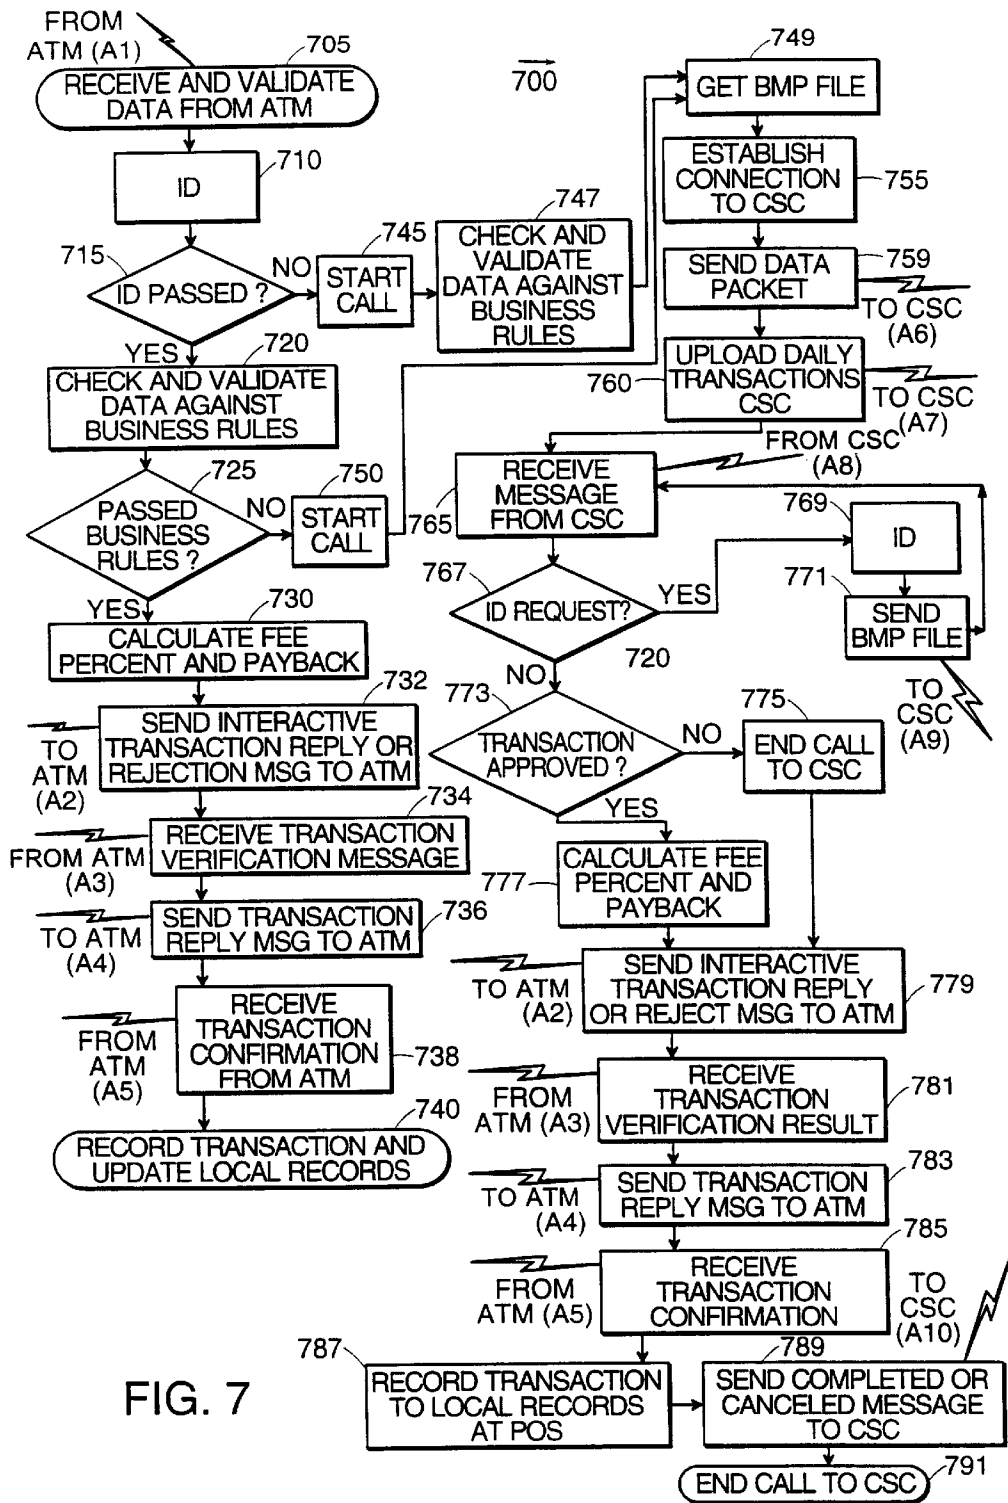 FROM
ATM (A1)
705
RECEIVE AND VALIDATE
DATA FROM ATM
700
710
ID
715
ID PASSED ?
NO
745
START
CALL
747
CHECK AND
VALIDATE
DATA AGAINST
BUSINESS
RULES
YES
720
CHECK AND VALIDATE
DATA AGAINST
BUSINESS RULES
725
PASSED
BUSINESS
RULES ?
NO
750
START
CALL
YES
730
CALCULATE FEE
PERCENT AND PAYBACK
732
SEND INTERACTIVE
TRANSACTION REPLY OR
REJECTION MSG TO ATM
TO
ATM
(A2)
734
RECEIVE TRANSACTION
VERIFICATION MESSAGE
FROM ATM
(A3)
736
SEND TRANSACTION
REPLY MSG TO ATM
TO ATM
(A4)
RECEIVE
TRANSACTION
CONFIRMATION
FROM ATM
738
FROM
ATM
(A5)
740
RECORD TRANSACTION AND
UPDATE LOCAL RECORDS
749
GET BMP FILE
ESTABLISH
CONNECTION
TO CSC
755
759
SEND DATA
PACKET
TO CSC
(A6)
760
UPLOAD DAILY
TRANSACTIONS
CSC
TO CSC
(A7)
FROM CSC
(A8)
765
RECEIVE
MESSAGE
FROM CSC
767
ID REQUEST?
YES
769
ID
771
SEND
BMP FILE
TO
CSC
(A9)
720
NO
773
TRANSACTION
APPROVED ?
NO
775
END CALL
TO CSC
YES
777
CALCULATE FEE
PERCENT AND
PAYBACK
SEND INTERACTIVE
TRANSACTION REPLY
OR REJECT MSG TO ATM
779
TO ATM
(A2)
RECEIVE
TRANSACTION
VERIFICATION RESULT
781
FROM
ATM (A3)
783
SEND TRANSACTION
REPLY MSG TO ATM
TO ATM
(A4)
785
RECEIVE
TRANSACTION
CONFIRMATION
FROM
ATM (A5)
TO
CSC
(A10)
787
RECORD TRANSACTION
TO LOCAL RECORDS
AT POS
789
SEND COMPLETED OR
CANCELED MESSAGE
TO CSC
END CALL TO CSC
791
FIG. 7